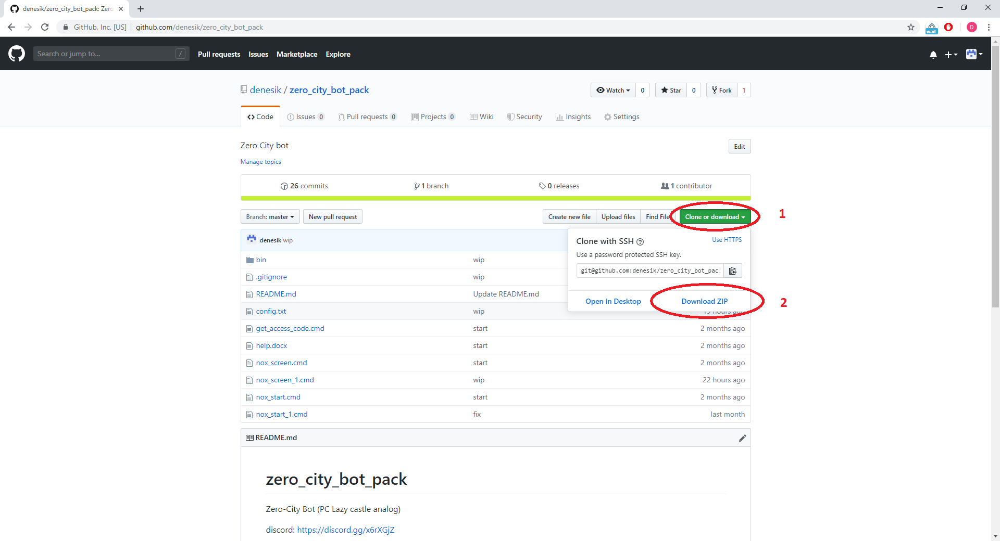 denesik/zero_city_bot_pack: Zero
GitHub, Inc. [US] github.com/denesik/zero_city_bot_pack
wait
D
Search or jump to... /
Pull requests Issues Marketplace Explore
denesik / zero_city_bot_pack
Watch 0 Star 0 Fork 1
Code Issues 0 Pull requests 0 Projects 0 Wiki Security Insights Settings
Zero City bot
Edit
Manage topics
26 commits 1 branch 0 releases 1 contributor
Branch: master New pull request Create new file Upload files Find File Clone or download 1
denesik wip
Clone with SSH Use HTTPS
Use a password protected SSH key.
git@github.com:denesik/zero_city_bot_pac
Open in Desktop Download ZIP 2
bin wip
.gitignore wip
README.md Update README.md
config.txt wip 19 hours ago
get_access_code.cmd start 2 months ago
help.docx start 2 months ago
nox_screen.cmd start 2 months ago
nox_screen_1.cmd wip 22 hours ago
nox_start.cmd start 2 months ago
nox_start_1.cmd fix last month
README.md
zero_city_bot_pack
Zero-City Bot (PC Lazy castle analog)
discord: https://discord.gg/x6rXGjZ